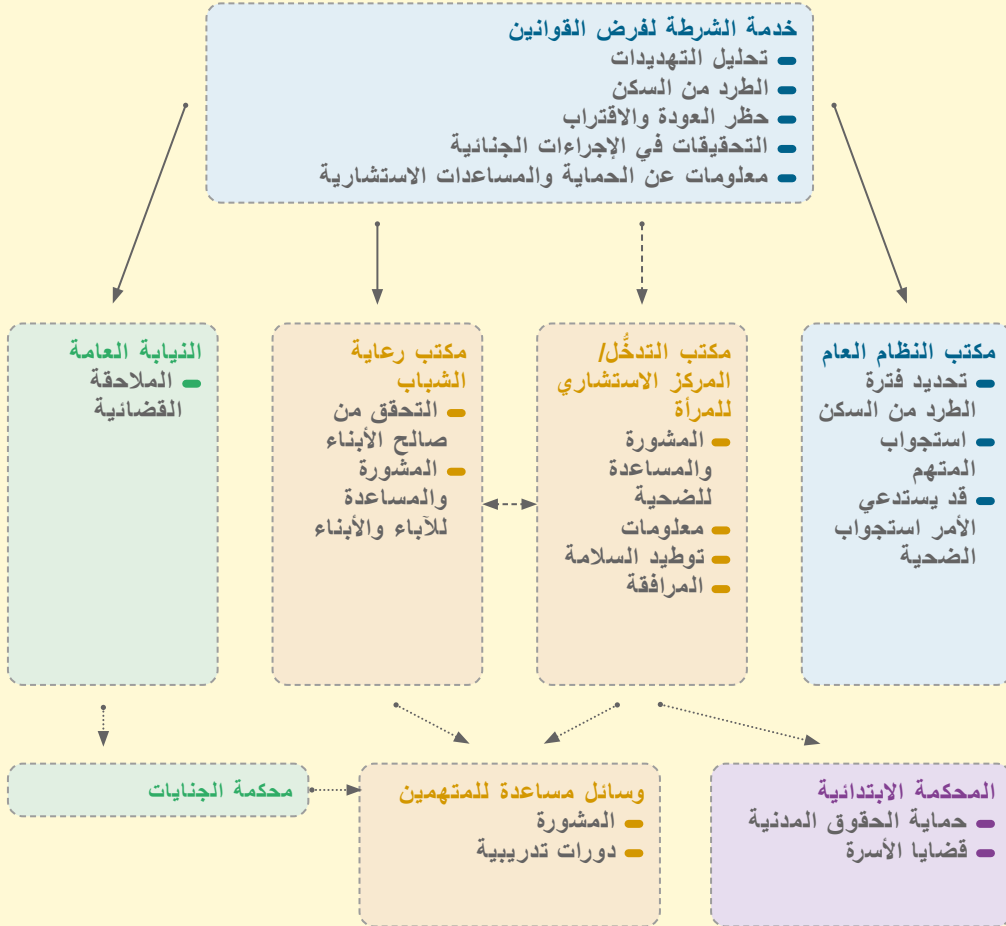 خدمة الشرطة لفرض القوانين
تحليل التهديدات
الطرد من السكن
حظر العودة والاقتراب
التحقيقات في الإجراءات الجنائية
معلومات عن الحماية والمساعدات الاستشارية
مكتب النظام العام
تحديد فترة
الطرد من السكن
استجواب
المتهم
قد يستدعي
الأمر استجواب
الضحية
مكتب التدخُّل/
المركز الاستشاري
للمرأة
المشورة
والمساعدة
للضحية
معلومات
توطيد السلامة
المرافقة
مكتب رعاية
الشباب
التحقق من
صالح الأبناء
المشورة
والمساعدة
للآباء والأبناء
النيابة العامة
الملاحقة
القضائية
المحكمة الابتدائية
حماية الحقوق المدنية
قضايا الأسرة
وسائل مساعدة للمتهمين
المشورة
دورات تدريبية
محكمة الجنايات